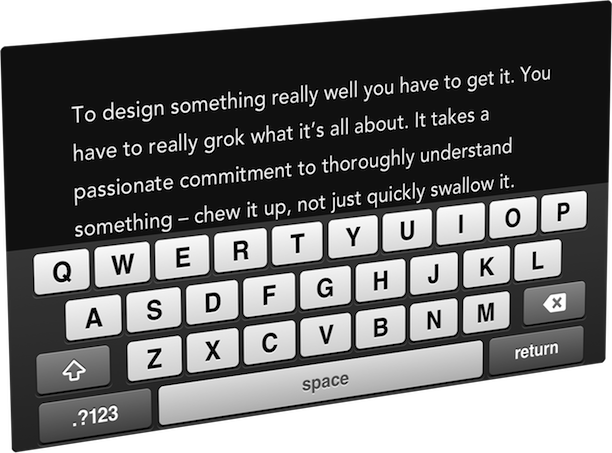 To design something really well you have to get it. You
have to really grok what it’s all about. It takes a
passionate commitment to thoroughly understand
something – chew it up, not just quickly swallow it.
Q W E R T Y U I O P
A S D F G H J K L
Z X C V B N M
.?123 space return